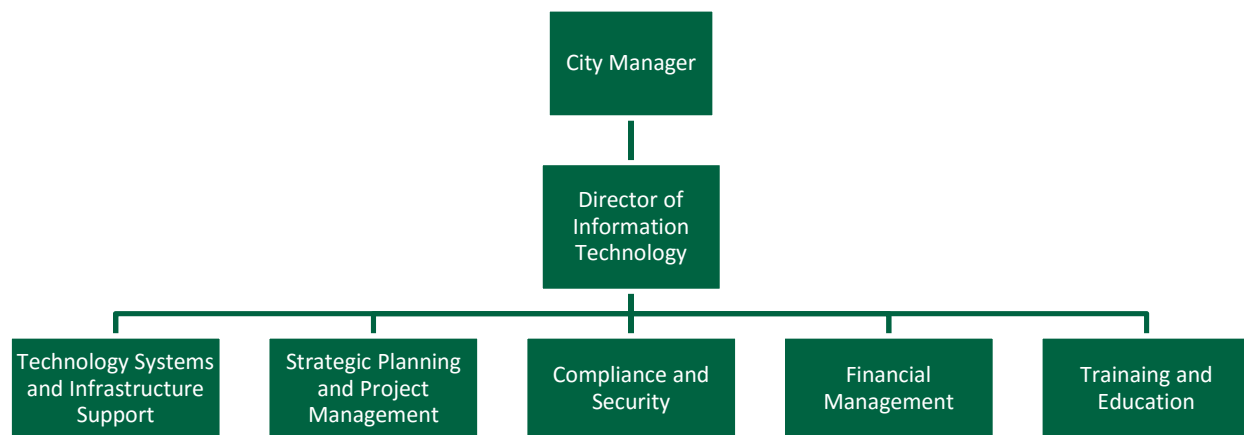 City Manager
Director of
Information
Technology
Technology Systems
and Infrastructure
Support
Strategic Planning
and Project
Management
Compliance and
Security
Financial
Management
Trainaing and
Education